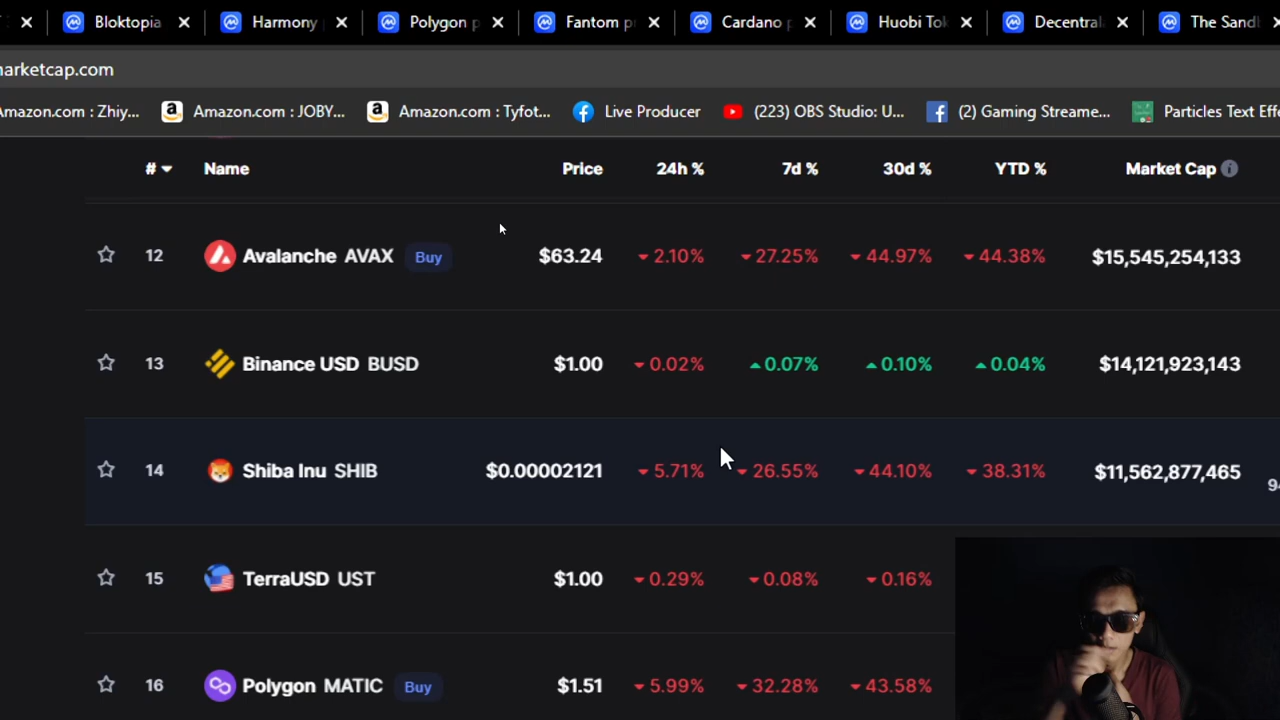 Bloktopia Harmony Polygon p Fantom pr Cardano p Huobi Tok Decentral The Sand
narketcap.com
Amazon.com : Zhiy... Amazon.com : JOBY... Amazon.com : Tyfot... Live Producer (223) OBS Studio: U... (2) Gaming Streame... Particles Text Effe
# Name Price 24h % 7d % 30d % YTD % Market Cap
12 Avalanche AVAX Buy $63.24 2.10% 27.25% 44.97% 44.38% $15,545,254,133
13 Binance USD BUSD $1.00 0.02% 0.07% 0.10% 0.04% $14,121,923,143
14 Shiba Inu SHIB $0.00002121 5.71% 26.55% 44.10% 38.31% $11,562,877,465
94
15 TerraUSD UST $1.00 0.29% 0.08% 0.16%
16 Polygon MATIC Buy $1.51 5.99% 32.28% 43.58%